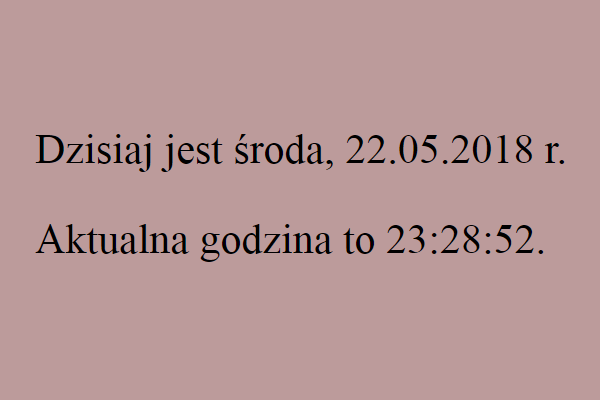 Dzisiaj jest środa, 22.05.2018 r.
Aktualna godzina to 23:28:52.